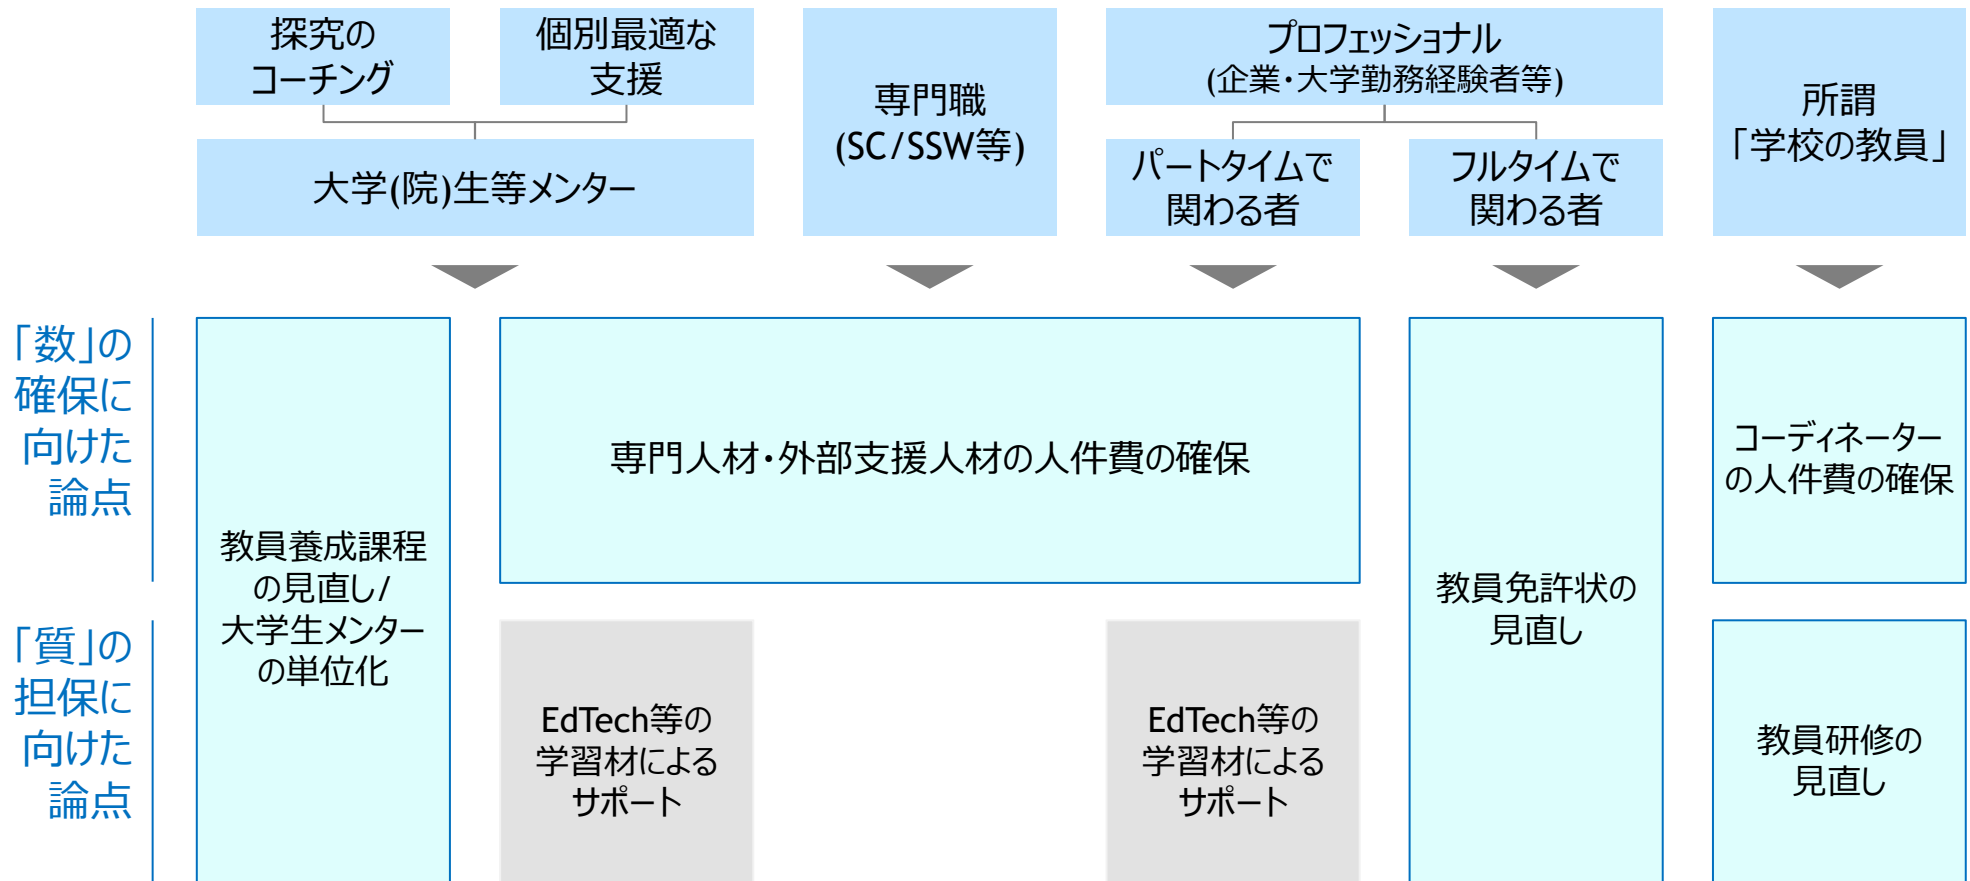 探究の
コーチング
個別最適な
支援
大学(院)生等メンター
専門職
(SC/SSW等)
プロフェッショナル
(企業・大学勤務経験者等)
パートタイムで
関わる者
フルタイムで
関わる者
所謂
「学校の教員」
「数」の
確保に
向けた
論点
教員養成課程
の見直し/
大学生メンター
の単位化
専門人材・外部支援人材の人件費の確保
教員免許状の
見直し
コーディネーター
の人件費の確保
「質」の
担保に
向けた
論点
EdTech等の
学習材による
サポート
EdTech等の
学習材による
サポート
教員研修の
見直し